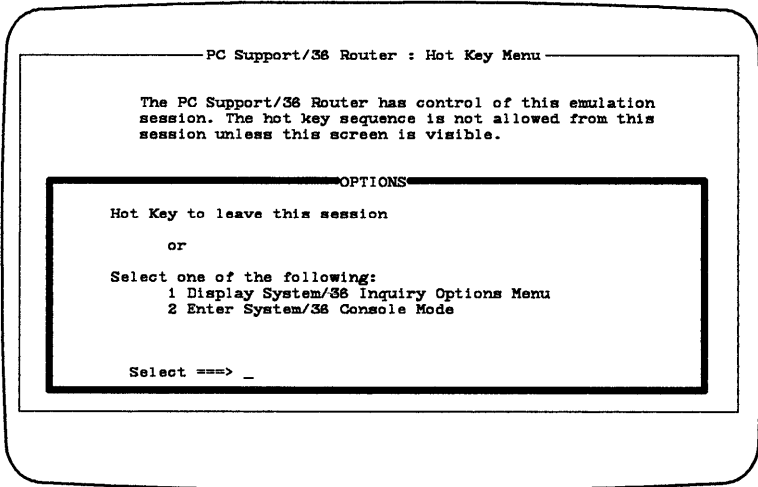 PC Support/36 Router : Hot Key Menu
The PC Support/36 Router has control of this emulation
session. The hot key sequence is not allowed from this
session unless this screen is visible.
OPTIONS
Hot Key to leave this session
or
Select one of the following:
1 Display System/36 Inquiry Options Menu
2 Enter System/36 Console Mode
Select ===> _